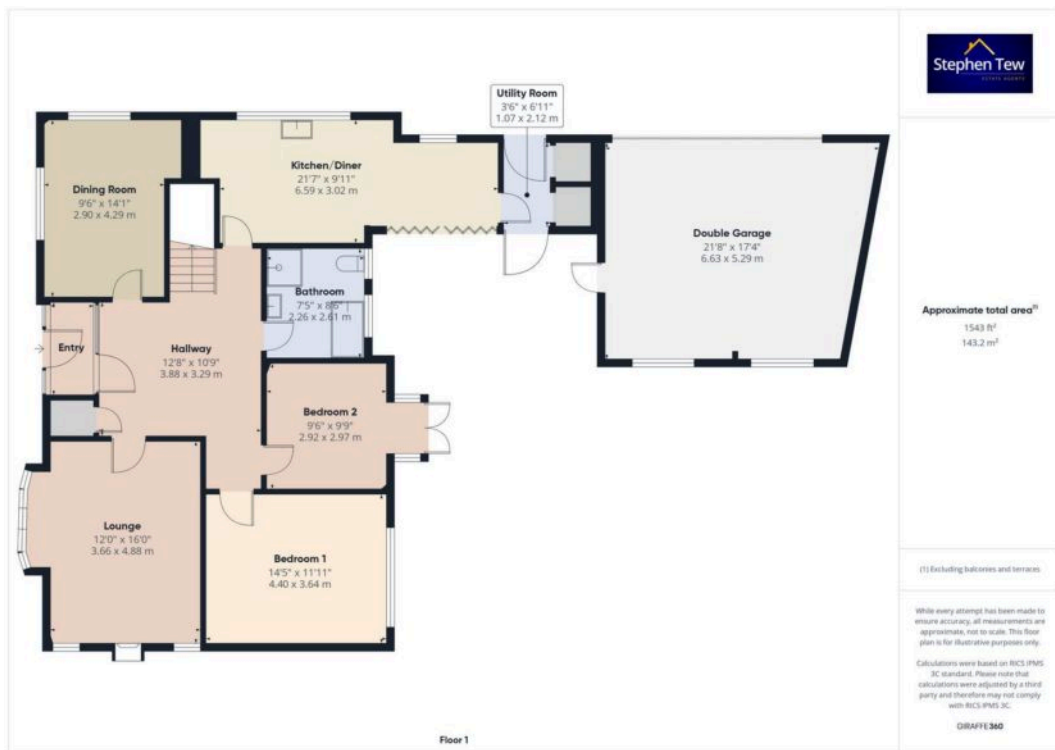 Utility Room
3'6" x 6'11"
1.07 x 2.12 m
Kitchen/Diner
21'7" x 9'11"
6.59 x 3.02 m
Dining Room
9'6" x 14'1"
2.90 x 4.29 m
Double Garage
21'8" x 17'4"
6.63 x 5.29 m
Bathroom
7'5" x 8'6"
2.26 x 2.61 m
Entry
Hallway
12'8" x 10'9"
3.88 x 3.29 m
Bedroom 2
9'6" x 9'9"
2.92 x 2.97 m
Lounge
12'0" x 16'0"
3.66 x 4.88 m
Bedroom 1
14'5" x 11'11"
4.40 x 3.64 m
Floor 1
Stephen Tew
ESTATE AGENTS
Approximate total area⁽¹⁾
1543 ft²
143.2 m²
(1) Excluding balconies and terraces
While every attempt has been made to
ensure accuracy, all measurements are
approximate, not to scale. This floor
plan is for illustrative purposes only.
Calculations were based on RICS IPMS
3C standard. Please note that
calculations were adjusted by a third
party and therefore may not comply
with RICS IPMS 3C.
GIRAFFE360